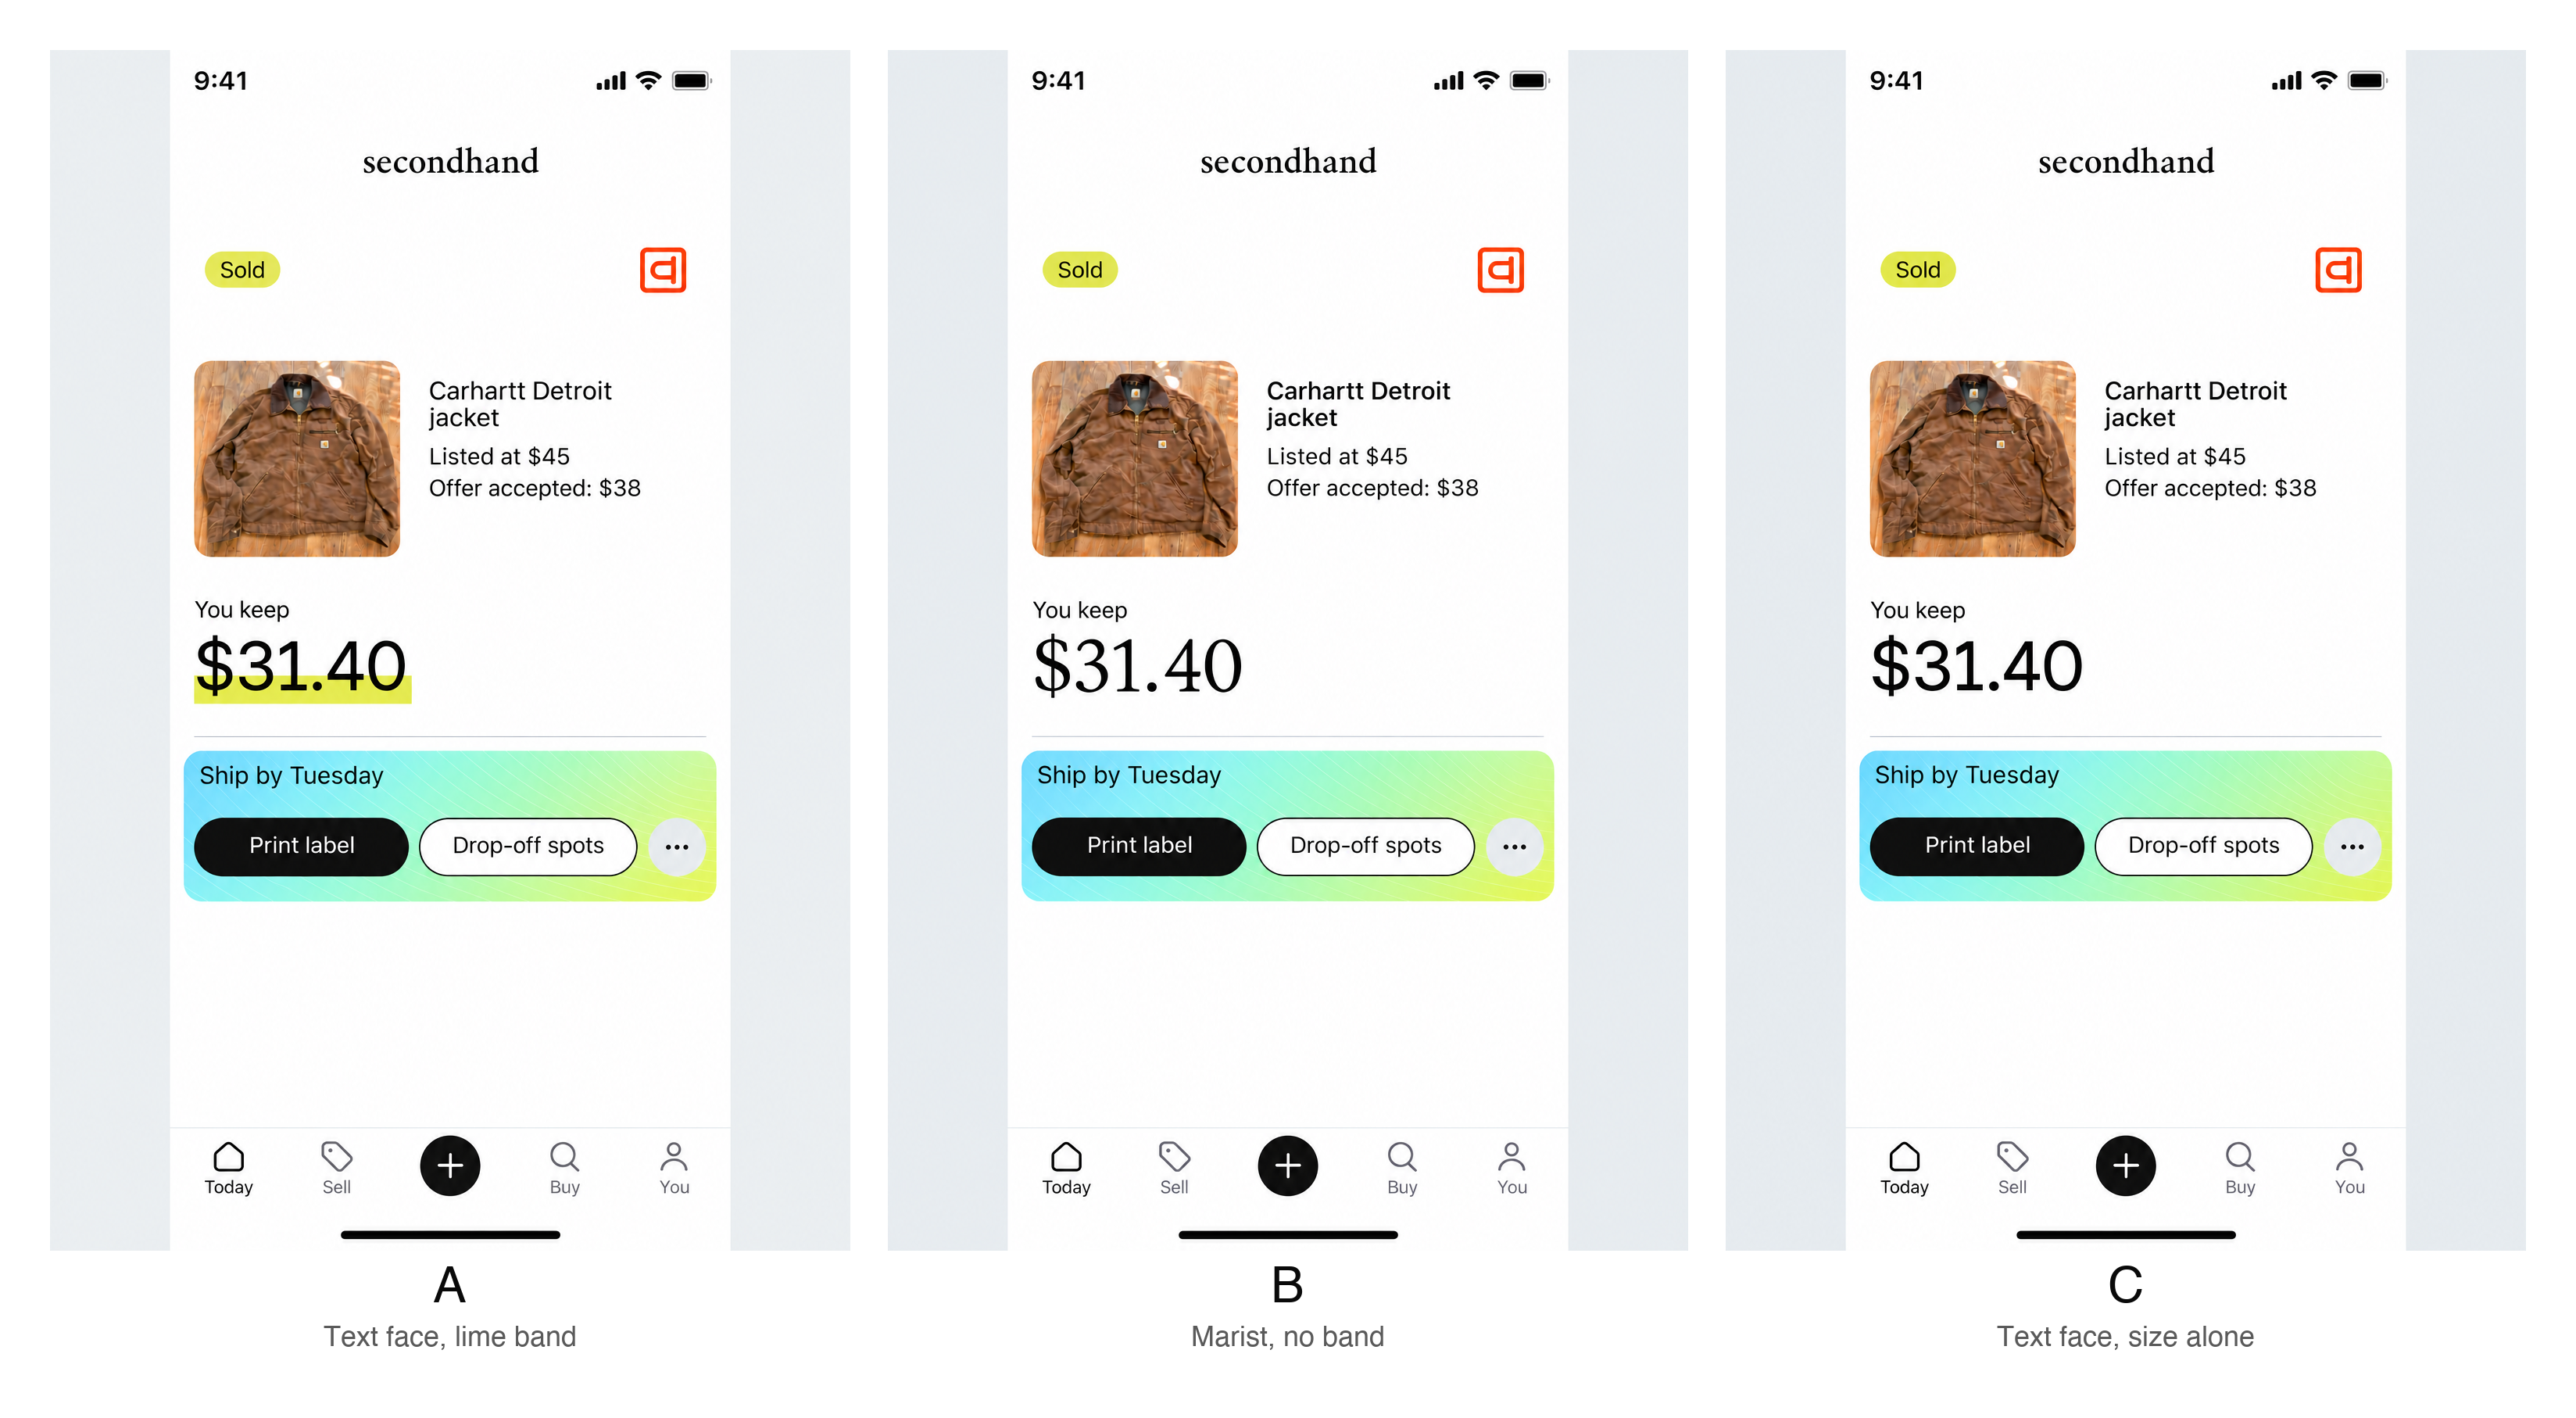 9:41
secondhand
Sold
Carhartt Detroit
jacket
Listed at $45
Offer accepted: $38
You keep
$31.40
Ship by Tuesday
Print label
Drop-off spots
Today
Sell
Buy
You
A
Text face, lime band
9:41
secondhand
Sold
Carhartt Detroit
jacket
Listed at $45
Offer accepted: $38
You keep
$31.40
Ship by Tuesday
Print label
Drop-off spots
Today
Sell
Buy
You
B
Marist, no band
9:41
secondhand
Sold
Carhartt Detroit
jacket
Listed at $45
Offer accepted: $38
You keep
$31.40
Ship by Tuesday
Print label
Drop-off spots
Today
Sell
Buy
You
C
Text face, size alone